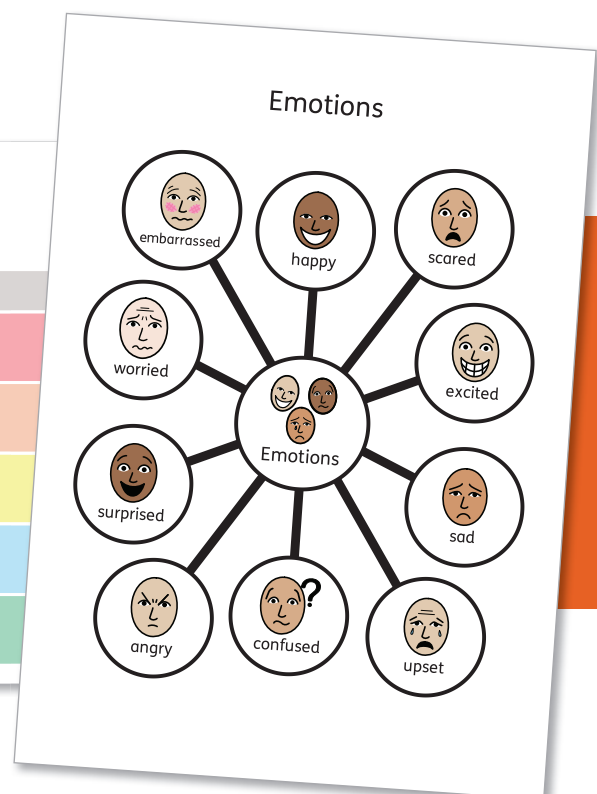 Emotions
embarrassed
happy
scared
worried
excited
Emotions
surprised
sad
angry
?
confused
upset